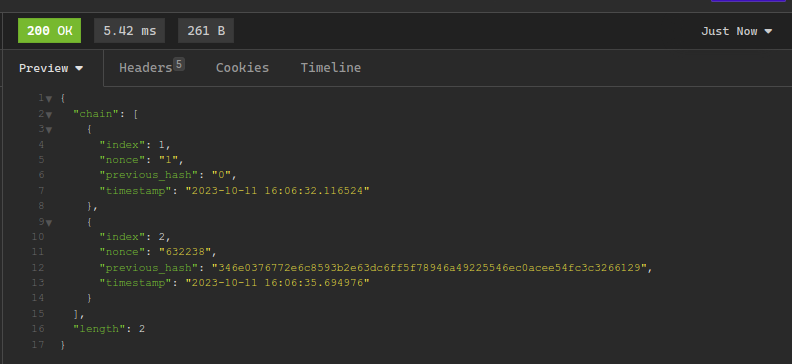 200 OK 5.42 ms 261 B Just Now
Preview Headers 5 Cookies Timeline
1 {
2 "chain": [
3 {
4 "index": 1,
5 "nonce": "1",
6 "previous_hash": "0",
7 "timestamp": "2023-10-11 16:06:32.116524"
8 },
9 {
10 "index": 2,
11 "nonce": "632238",
12 "previous_hash": "346e0376772e6c8593b2e63dc6ff5f78946a49225546ec0acee54fc3c3266129",
13 "timestamp": "2023-10-11 16:06:35.694976"
14 }
15 ],
16 "length": 2
17 }